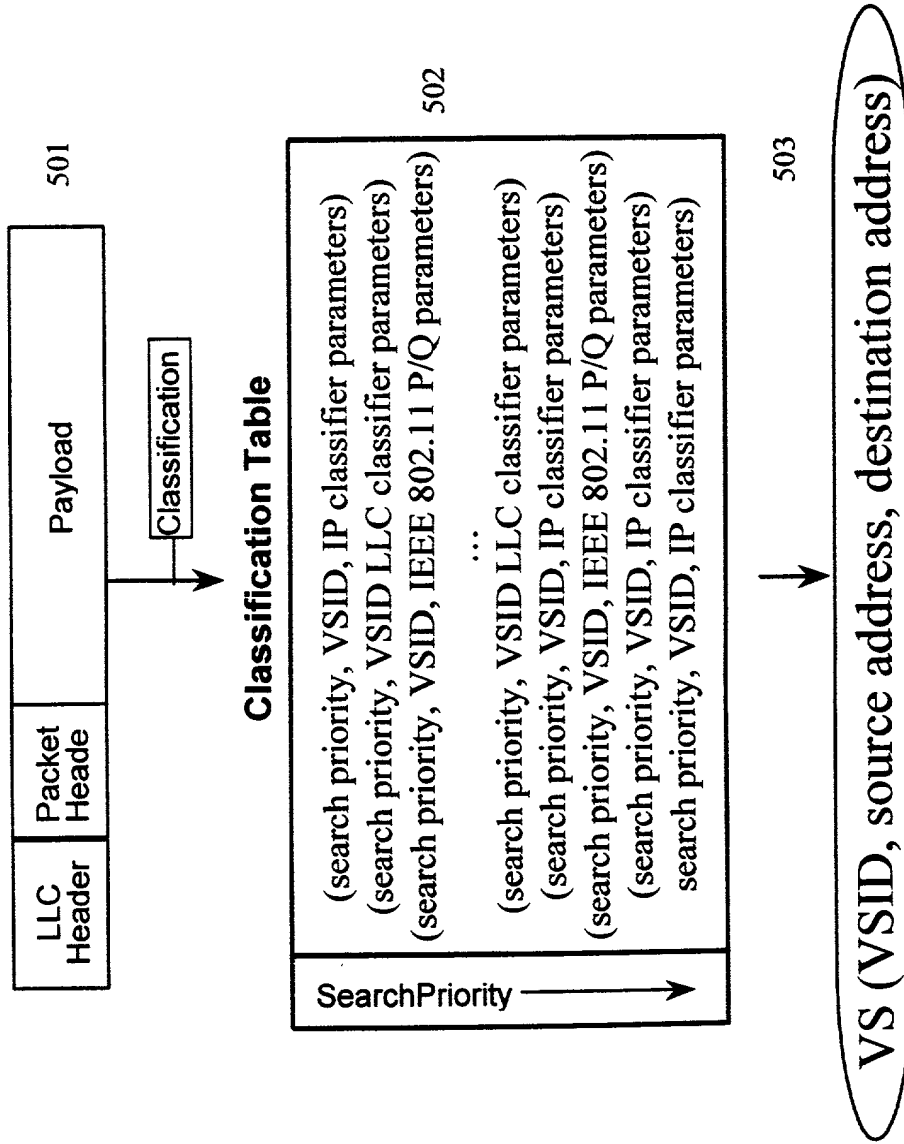 LLC
Header
Packet
Heade
Payload
501
Classification
Classification Table
SearchPriority
(search priority, VSID, IP classifier parameters)
(search priority, VSID LLC classifier parameters)
(search priority, VSID, IEEE 802.11 P/Q parameters)
...
(search priority, VSID LLC classifier parameters)
(search priority, VSID, IP classifier parameters)
(search priority, VSID, IEEE 802.11 P/Q parameters)
(search priority, VSID, IP classifier parameters)
search priority, VSID, IP classifier parameters)
502
503
VS (VSID, source address, destination address)